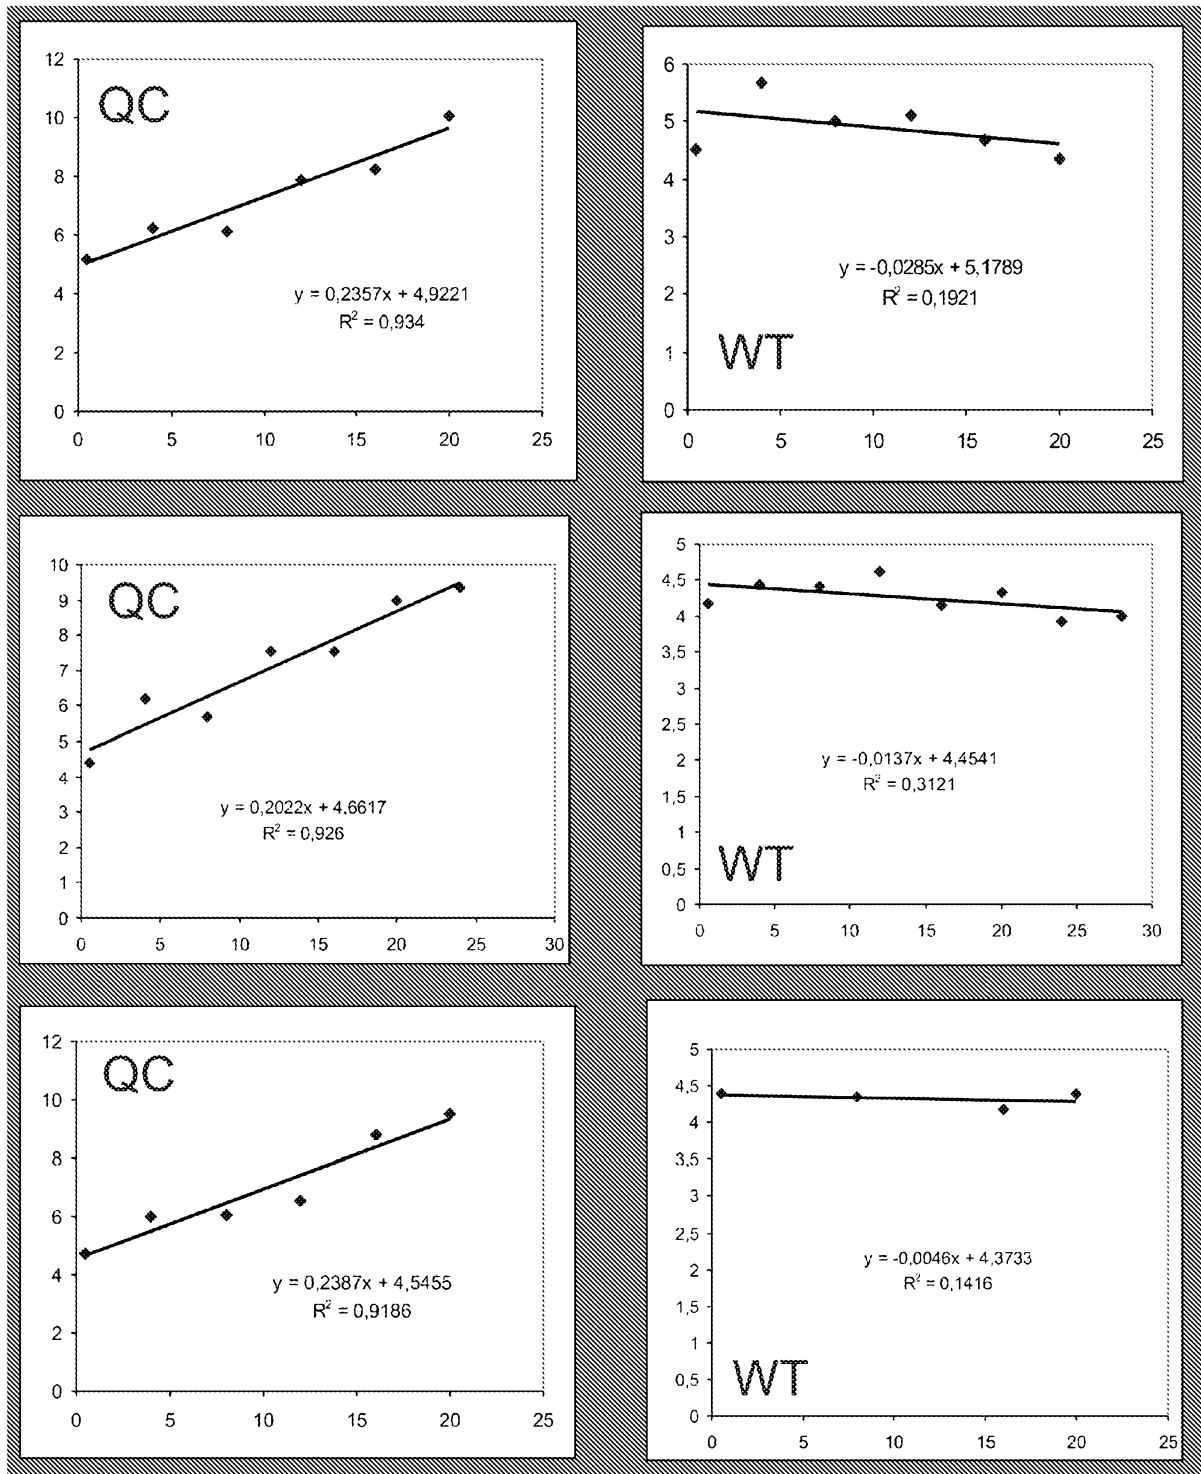 QC
12
10
8
6
4
2
0
0 5 10 15 20 25
y = 0,2357x + 4,9221
R² = 0,934
WT
6
5
4
3
2
1
0
0 5 10 15 20 25
y = -0,0285x + 5,1789
R² = 0,1921
QC
10
9
8
7
6
5
4
3
2
1
0
0 5 10 15 20 25 30
y = 0,2022x + 4,6617
R² = 0,926
WT
5
4,5
4
3,5
3
2,5
2
1,5
1
0,5
0
0 5 10 15 20 25 30
y = -0,0137x + 4,4541
R² = 0,3121
QC
12
10
8
6
4
2
0
0 5 10 15 20 25
y = 0,2387x + 4,5455
R² = 0,9186
WT
5
4,5
4
3,5
3
2,5
2
1,5
1
0,5
0
0 5 10 15 20 25
y = -0,0046x + 4,3733
R² = 0,1416